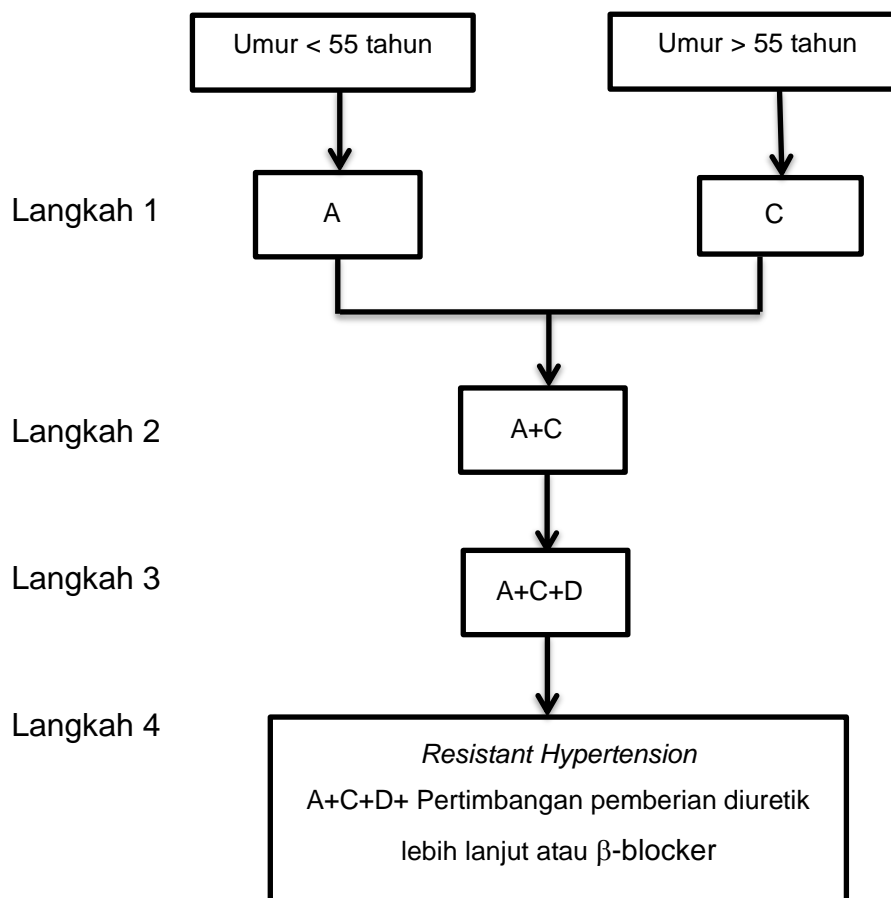 Umur < 55 tahun
Umur > 55 tahun
Langkah 1
A
C
Langkah 2
A+C
Langkah 3
A+C+D
Langkah 4
Resistant Hypertension
A+C+D+ Pertimbangan pemberian diuretik
lebih lanjut atau β-blocker